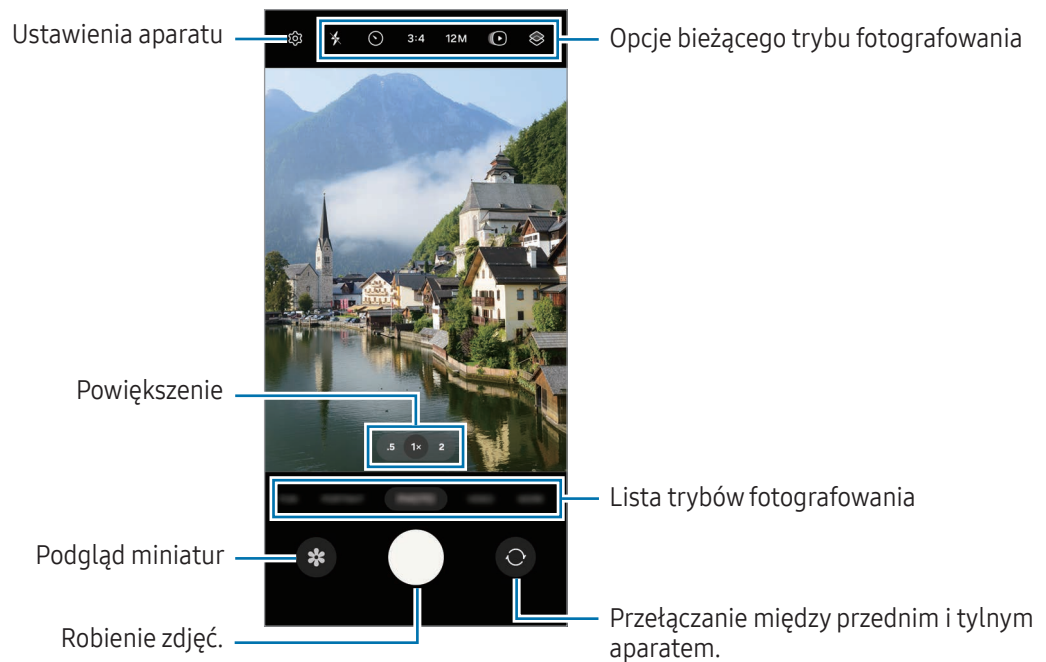 Ustawienia aparatu
3:4 12M
Opcje bieżącego trybu fotografowania
Powiększenie
.5 1× 2
Lista trybów fotografowania
Podgląd miniatur
Robienie zdjęć.
Przełączanie między przednim i tylnym
aparatem.